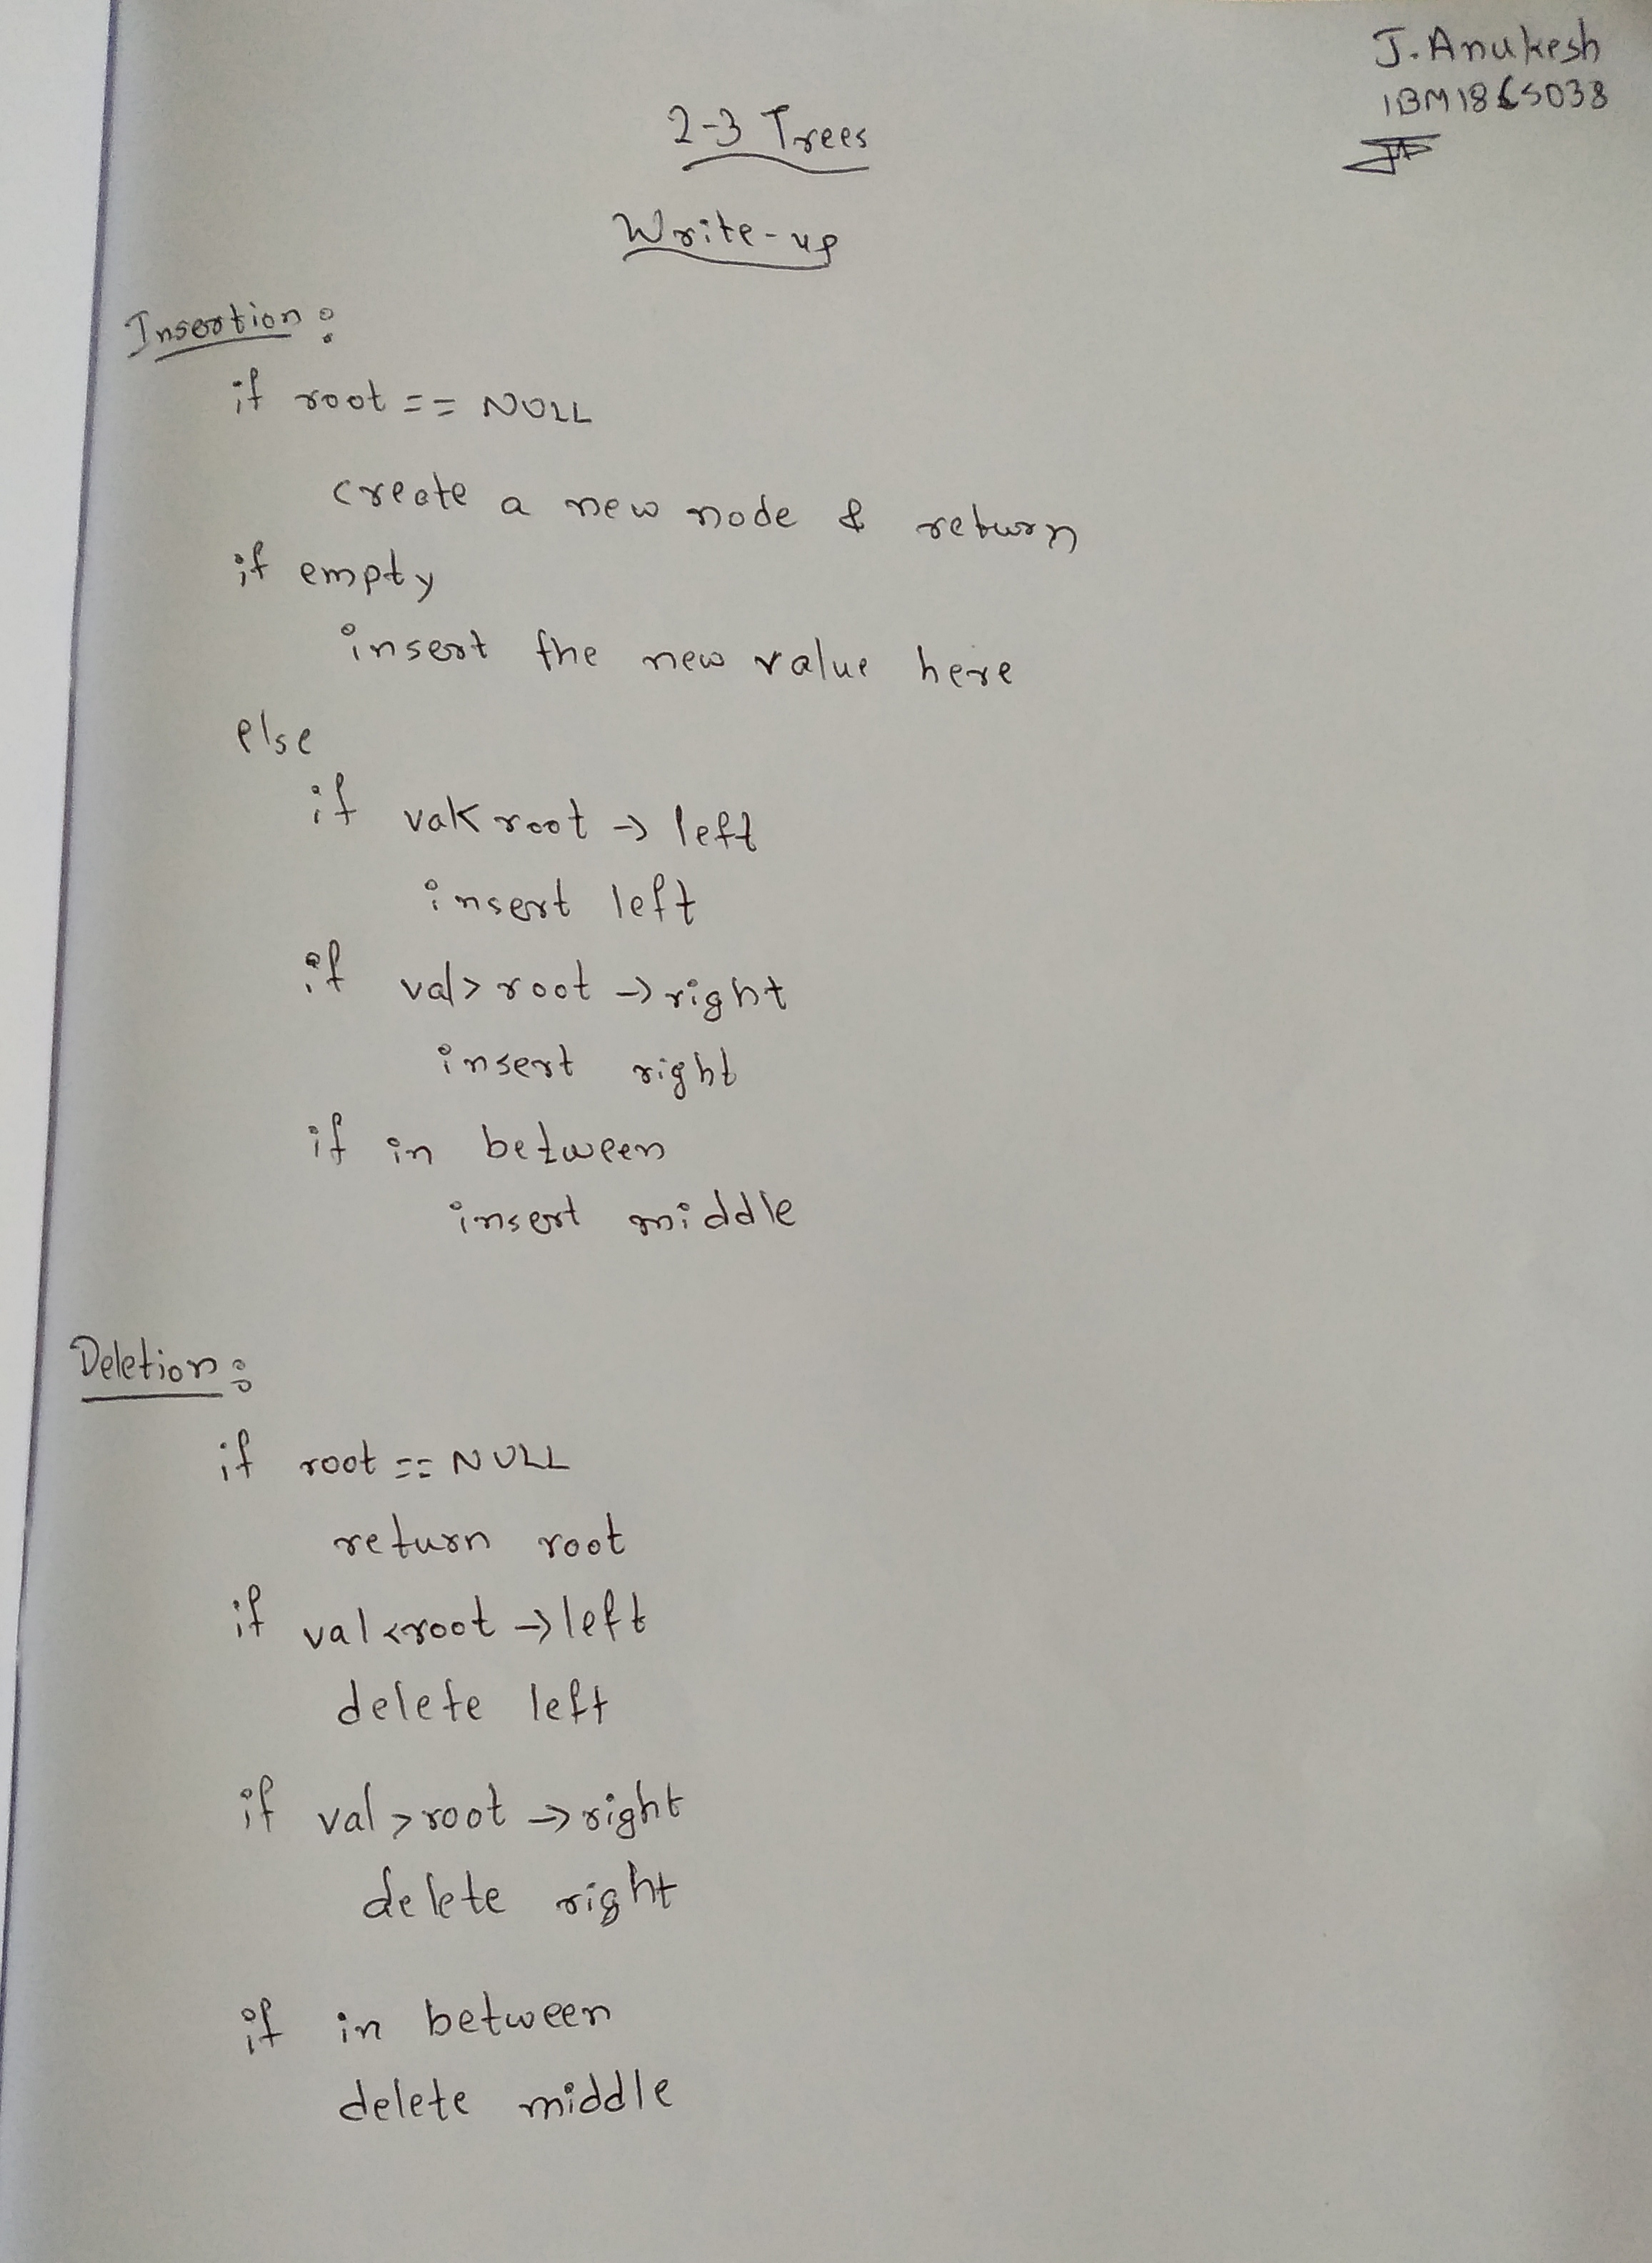 J. Anukesh
1BM18CS038
2-3 Trees
Write-up
Insertion:
if root == NULL
create a new node & return
if empty
insert the new value here
else
if val< root -> left
insert left
if val> root -> right
insert right
if in between
insert middle
Deletion:
if root == NULL
return root
if val <root -> left
delete left
if val > root -> right
delete right
if in between
delete middle